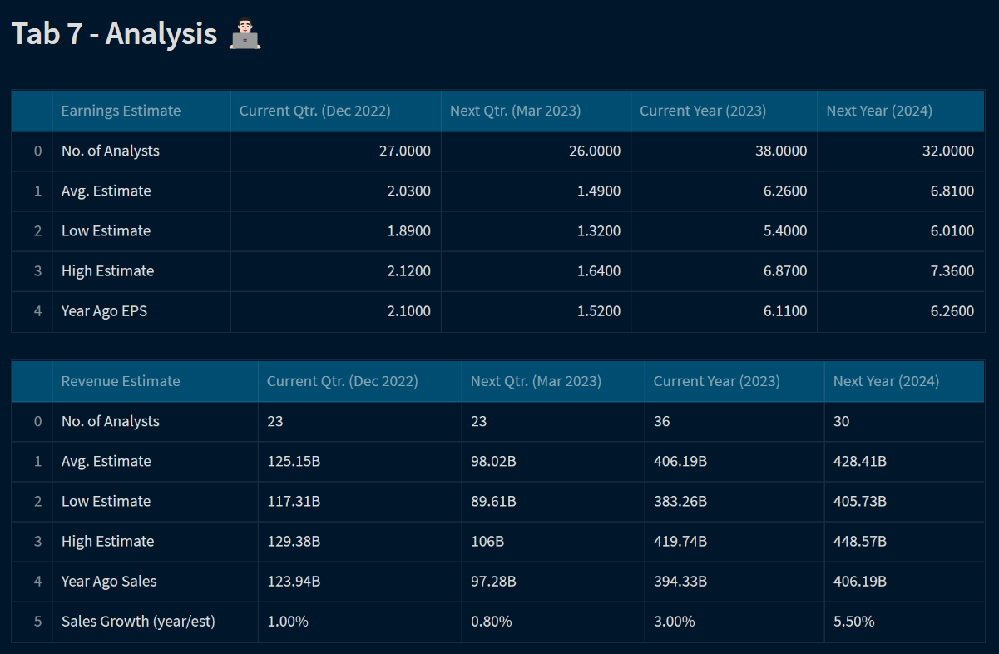 Tab 7 - Analysis 👨🏻‍💻
Earnings Estimate Current Qtr. (Dec 2022) Next Qtr. (Mar 2023) Current Year (2023) Next Year (2024)
0 No. of Analysts 27.0000 26.0000 38.0000 32.0000
1 Avg. Estimate 2.0300 1.4900 6.2600 6.8100
2 Low Estimate 1.8900 1.3200 5.4000 6.0100
3 High Estimate 2.1200 1.6400 6.8700 7.3600
4 Year Ago EPS 2.1000 1.5200 6.1100 6.2600
Revenue Estimate Current Qtr. (Dec 2022) Next Qtr. (Mar 2023) Current Year (2023) Next Year (2024)
0 No. of Analysts 23 23 36 30
1 Avg. Estimate 125.15B 98.02B 406.19B 428.41B
2 Low Estimate 117.31B 89.61B 383.26B 405.73B
3 High Estimate 129.38B 106B 419.74B 448.57B
4 Year Ago Sales 123.94B 97.28B 394.33B 406.19B
5 Sales Growth (year/est) 1.00% 0.80% 3.00% 5.50%